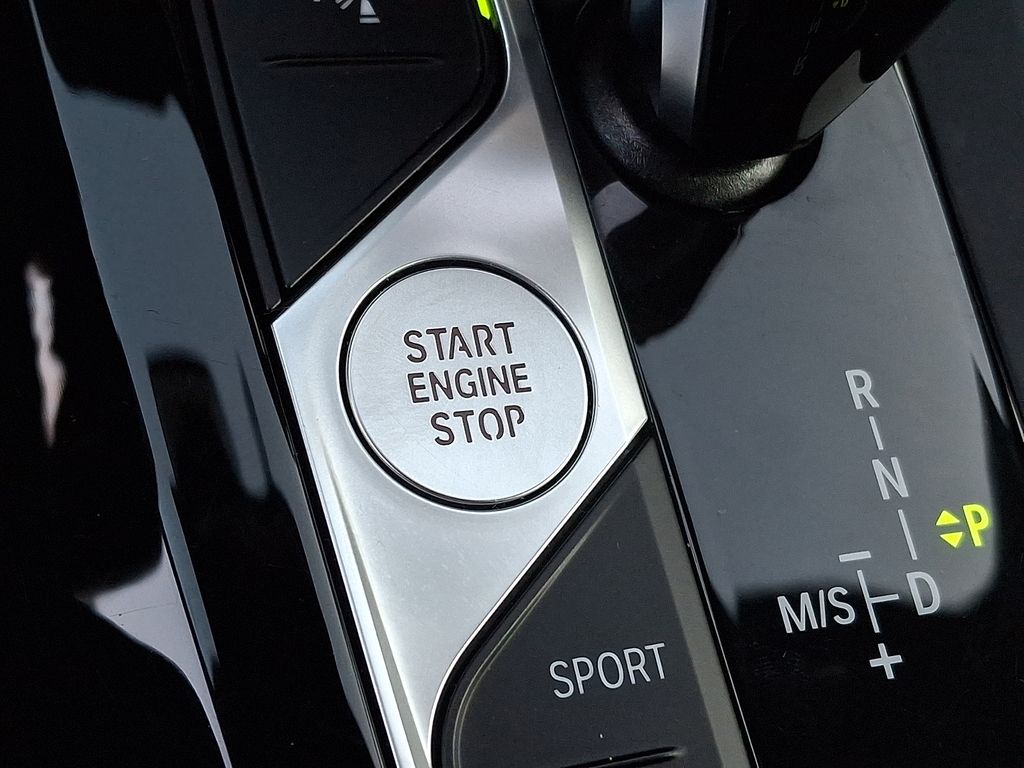 START
ENGINE
STOP
SPORT
R
N
P
M/S
D
+